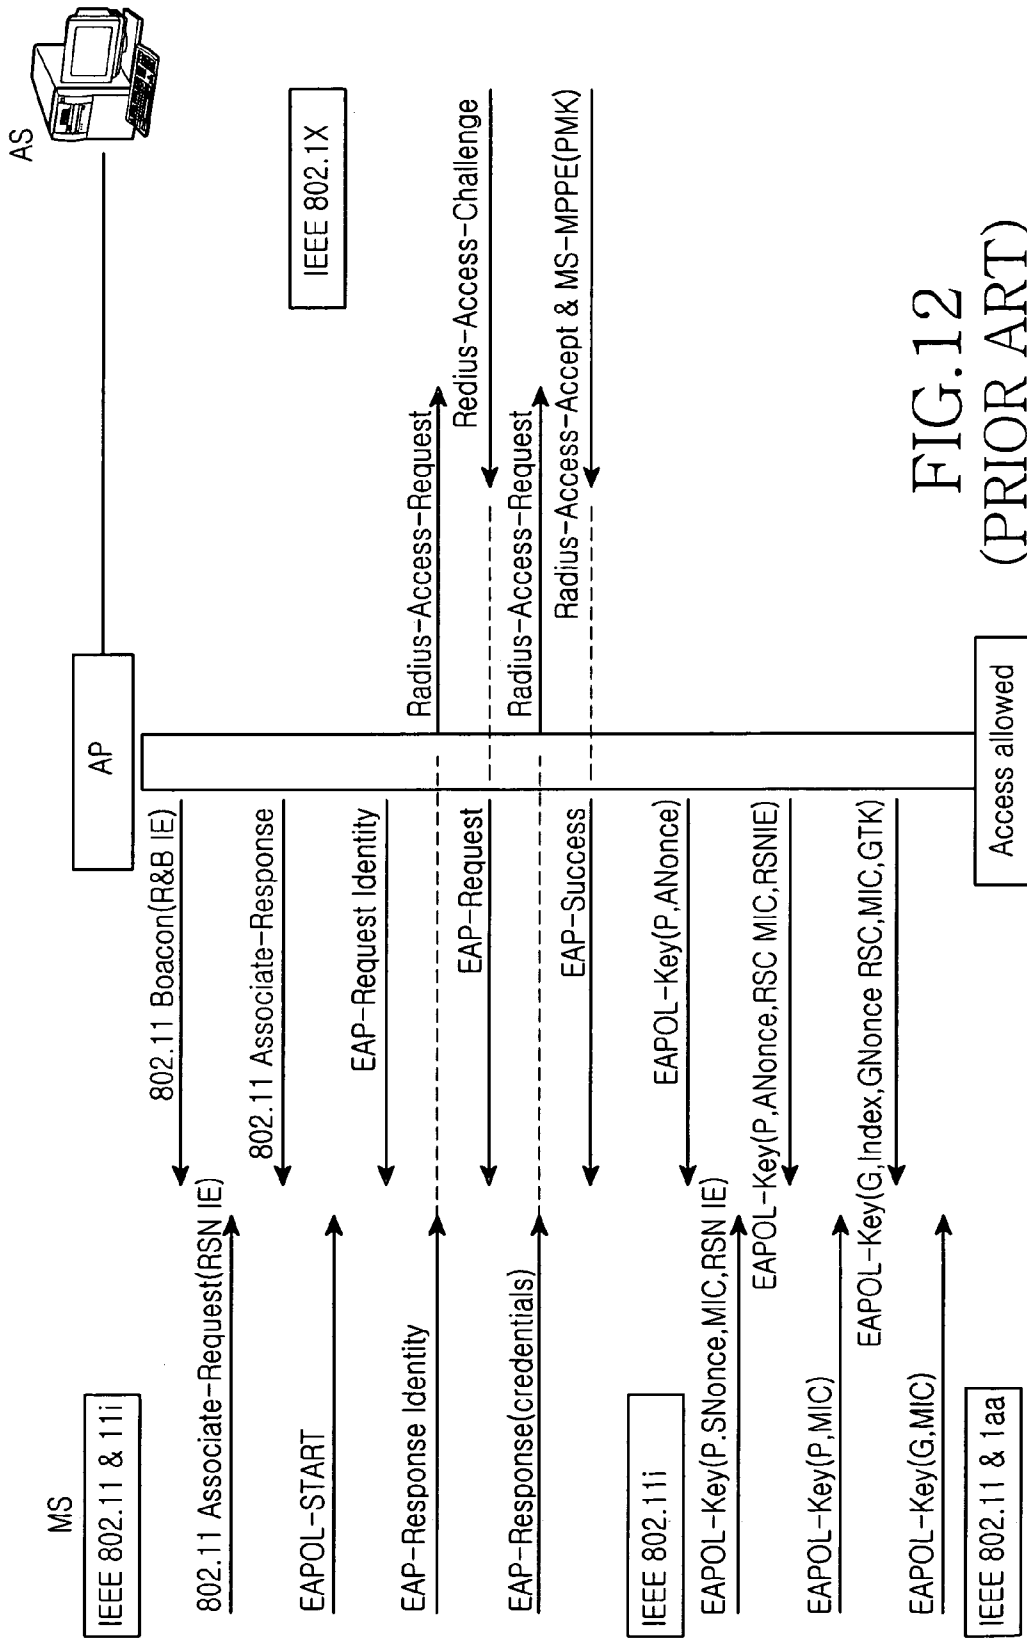 MS
AP
AS
IEEE 802.11 & 11i
802.11 Boacon(R&B IE)
802.11 Associate-Request(RSN IE)
802.11 Associate-Response
IEEE 802.1X
EAPOL-START
EAP-Request Identity
EAP-Response Identity
Radius-Access-Request
EAP-Request
Redius-Access-Challenge
EAP-Response(credentials)
Radius-Access-Request
EAP-Success
Radius-Access-Accept & MS-MPPE(PMK)
IEEE 802.11i
EAPOL-Key(P,ANonce)
EAPOL-Key(P.SNonce,MIC,RSN IE)
EAPOL-Key(P,ANonce,RSC MIC,RSNIE)
EAPOL-Key(P,MIC)
EAPOL-Key(G,Index,GNonce RSC,MIC,GTK)
EAPOL-Key(G,MIC)
IEEE 802.11 & 1aa
Access allowed
FIG.12
(PRIOR ART)